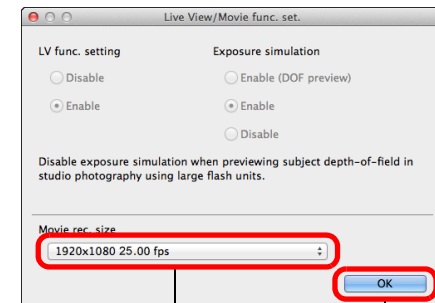 Live View/Movie func. set.
LV func. setting
Exposure simulation
Disable
Enable (DOF preview)
Enable
Enable
Disable
Disable exposure simulation when previewing subject depth-of-field in
studio photography using large flash units.
Movie rec. size
1920x1080 25.00 fps
OK